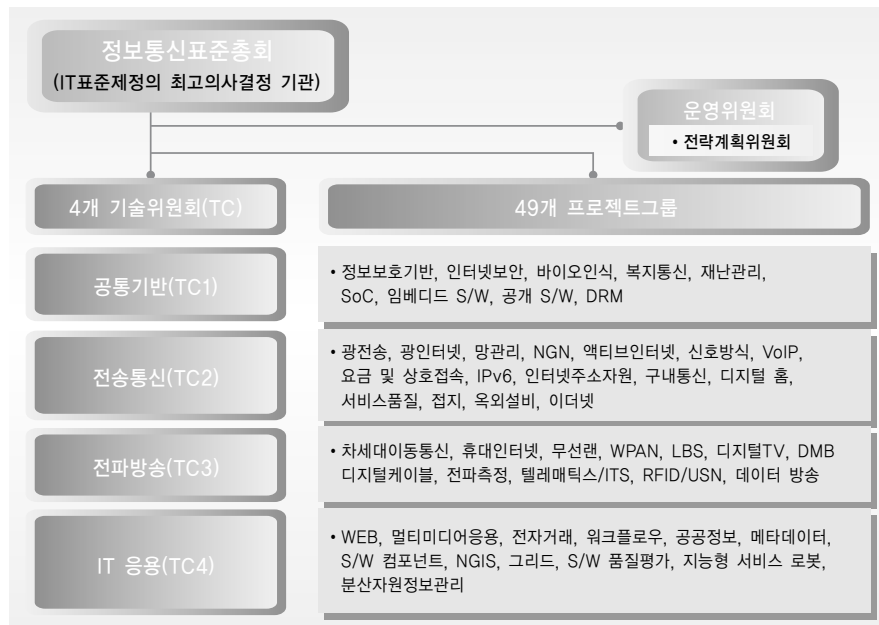 정보통신표준총회
(IT표준제정의 최고의사결정 기관)
운영위원회
• 전략계획위원회
4개 기술위원회(TC)
49개 프로젝트그룹
공통기반(TC1)
• 정보보호기반, 인터넷보안, 바이오인식, 복지통신, 재난관리,
SoC, 임베디드 S/W, 공개 S/W, DRM
전송통신(TC2)
• 광전송, 광인터넷, 망관리, NGN, 액티브인터넷, 신호방식, VoIP,
요금 및 상호접속, IPv6, 인터넷주소자원, 구내통신, 디지털 홈,
서비스품질, 접지, 옥외설비, 이더넷
전파방송(TC3)
• 차세대이동통신, 휴대인터넷, 무선랜, WPAN, LBS, 디지털TV, DMB
디지털케이블, 전파측정, 텔레매틱스/ITS, RFID/USN, 데이터 방송
IT 응용(TC4)
• WEB, 멀티미디어응용, 전자거래, 워크플로우, 공공정보, 메타데이터,
S/W 컴포넌트, NGIS, 그리드, S/W 품질평가, 지능형 서비스 로봇,
분산자원정보관리